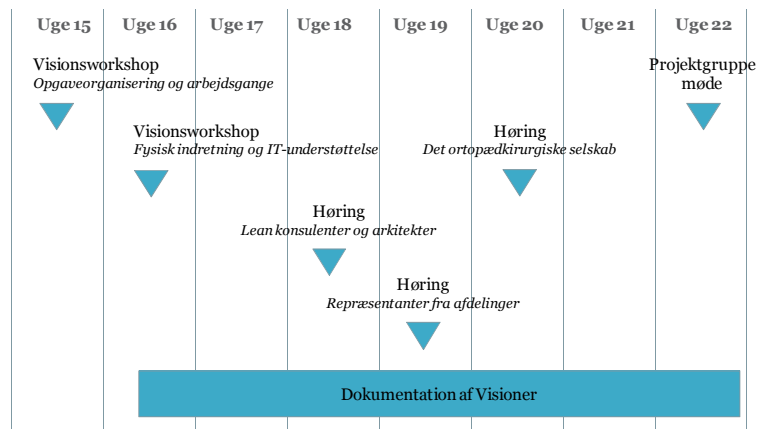 Uge 15 Uge 16 Uge 17 Uge 18 Uge 19 Uge 20 Uge 21 Uge 22
Visionsworkshop
Opgaveorganisering og arbejdsgange
Projektgruppe
møde
Visionsworkshop
Fysisk indretning og IT-understøttelse
Høring
Det ortopædkirurgiske selskab
Høring
Lean konsulenter og arkitekter
Høring
Repræsentanter fra afdelinger
Dokumentation af Visioner